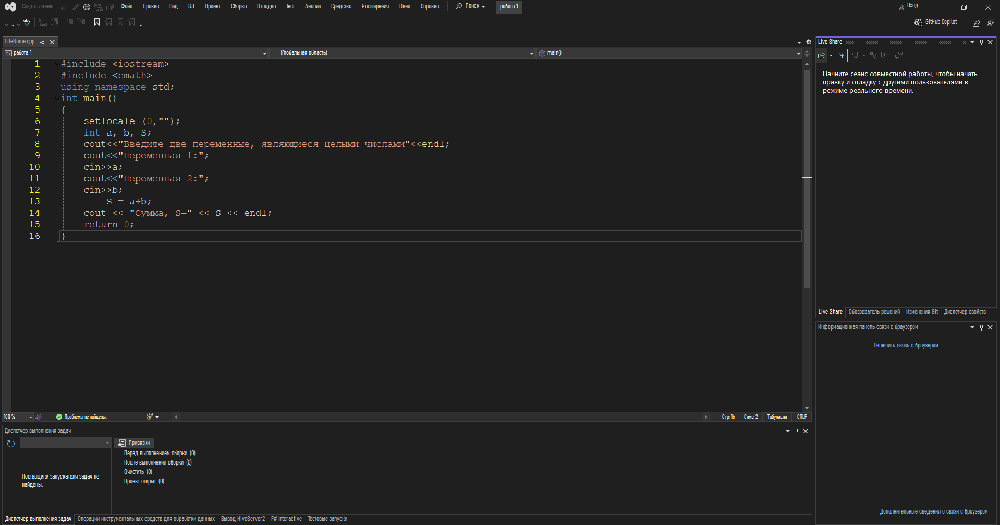 Создать меню Файл Правка Вид Git Проект Сборка Отладка Тест Анализ Средства Расширения Окно Справка Поиск работа 1 Вход
abc GitHub Copilot
FileName.cpp
работа 1 (Глобальная область) main()
1 #include <iostream>
2 #include <cmath>
3 using namespace std;
4 int main()
5 {
6 setlocale (0,"");
7 int a, b, S;
8 cout<<"Введите две переменные, являющиеся целыми числами"<<endl;
9 cout<<"Переменная 1:";
10 cin>>a;
11 cout<<"Переменная 2:";
12 cin>>b;
13 S = a+b;
14 cout << "Сумма, S=" << S << endl;
15 return 0;
16 }
100 % Проблемы не найдены. Стр: 16 Симв: 2 Табуляция CRLF
Диспетчер выполнения задач
Привязки
Перед выполнением сборки (0)
После выполнения сборки (0)
Очистить (0)
Проект открыт (0)
Поставщики запускателя задач не
найдены.
Диспетчер выполнения задач Операции инструментальных средств для обработки данных Вывод HiveServer2 F# Interactive Тестовые запуски
Live Share
Начните сеанс совместной работы, чтобы начать
правку и отладку с другими пользователями в
режиме реального времени.
Live Share Обозреватель решений Изменения Git Диспетчер свойств
Информационная панель связи с браузером
Включить связь с браузером
Дополнительные сведения о связи с браузером